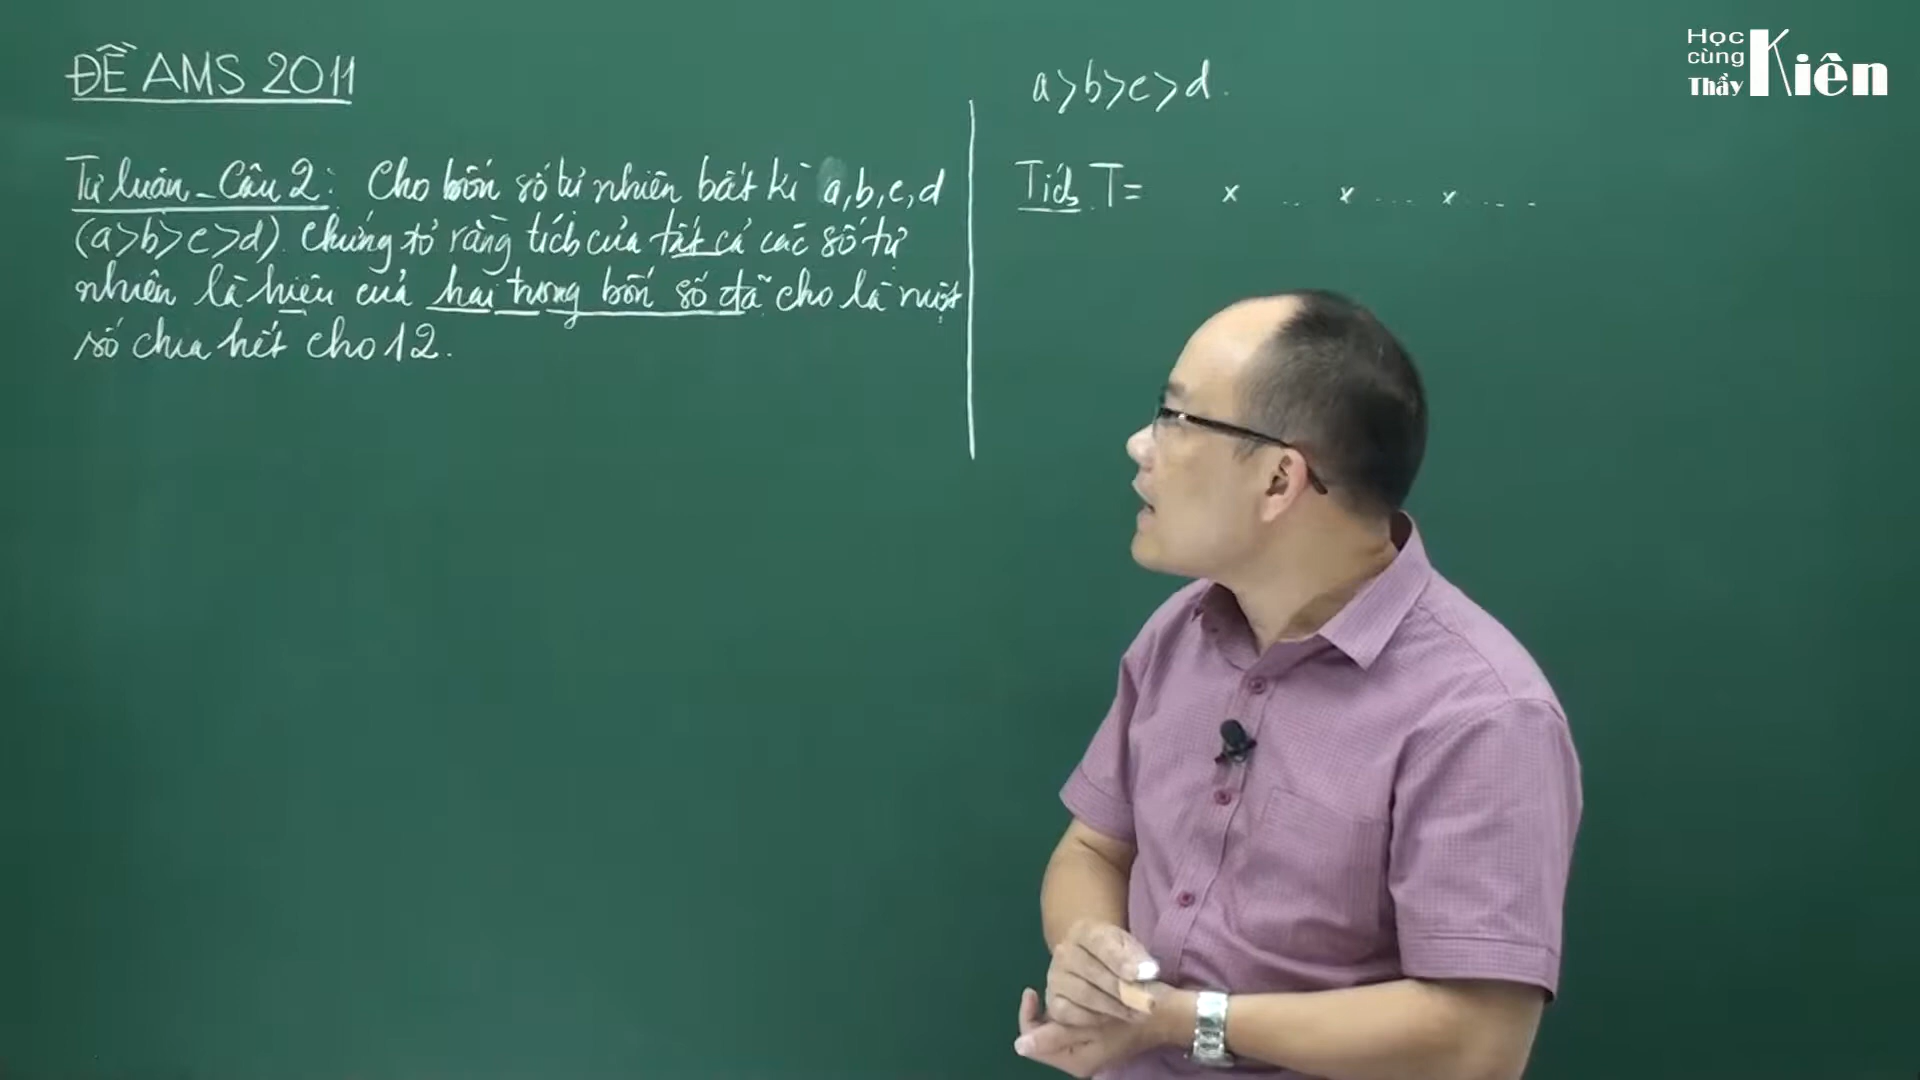 ĐỀ AMS 2011
Tự luận - Câu 2: Cho bốn số tự nhiên bất kì a,b,c,d
(a>b>c>d). Chứng tỏ rằng tích của tất cả các số tự
nhiên là hiệu của hai trong bốn số đã cho là một
số chia hết cho 12.
a>b>c>d.
Tích T= x .. x ... x ....
Học
cùng
Thầy Kiên